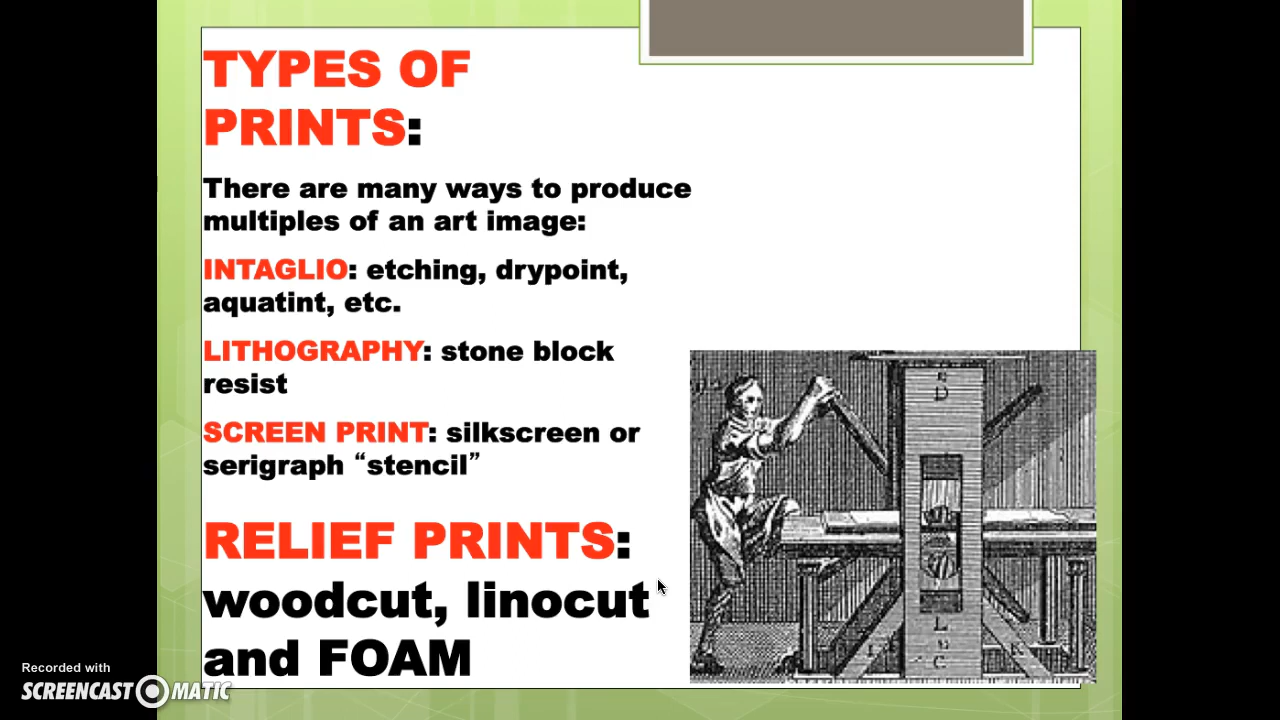 TYPES OF
PRINTS:
There are many ways to produce
multiples of an art image:
INTAGLIO: etching, drypoint,
aquatint, etc.
LITHOGRAPHY: stone block
resist
SCREEN PRINT: silkscreen or
serigraph “stencil”
RELIEF PRINTS:
woodcut, linocut
and FOAM
D
L
C
K
Recorded with
SCREENCAST-O-MATIC